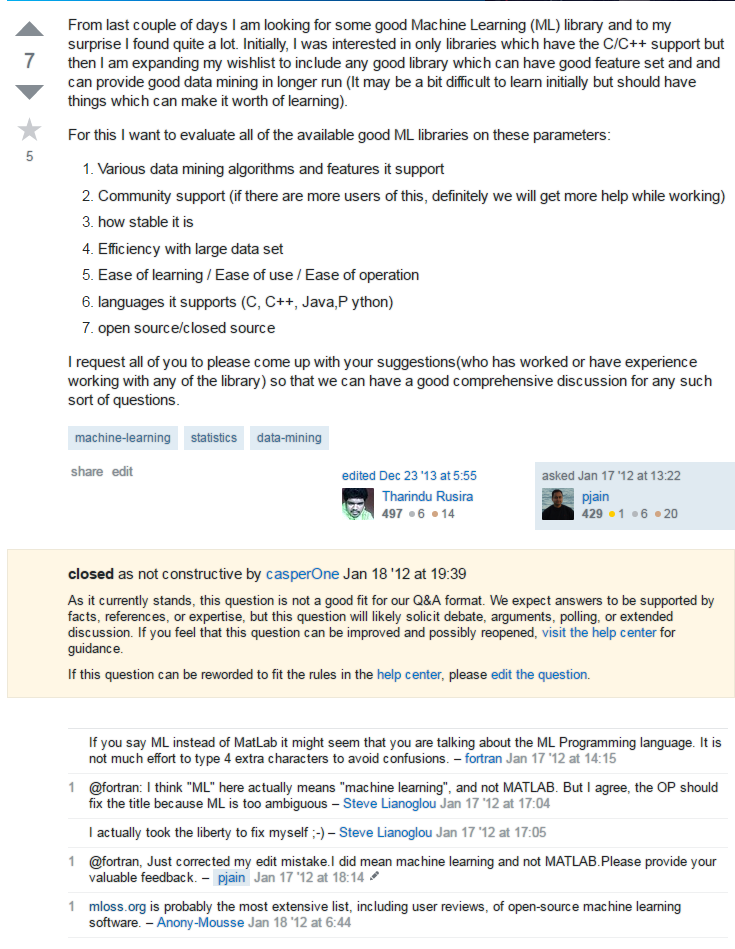 From last couple of days I am looking for some good Machine Learning (ML) library and to my
surprise I found quite a lot. Initially, I was interested in only libraries which have the C/C++ support but
then I am expanding my wishlist to include any good library which can have good feature set and and
can provide good data mining in longer run (It may be a bit difficult to learn initially but should have
things which can make it worth of learning).
7
5
For this I want to evaluate all of the available good ML libraries on these parameters:
1. Various data mining algorithms and features it support
2. Community support (if there are more users of this, definitely we will get more help while working)
3. how stable it is
4. Efficiency with large data set
5. Ease of learning / Ease of use / Ease of operation
6. languages it supports (C, C++, Java,P ython)
7. open source/closed source
I request all of you to please come up with your suggestions(who has worked or have experience
working with any of the library) so that we can have a good comprehensive discussion for any such
sort of questions.
machine-learning statistics data-mining
share edit
edited Dec 23 '13 at 5:55
Tharindu Rusira
497 ●6 ●14
asked Jan 17 '12 at 13:22
pjain
429 ●1 ●6 ●20
closed as not constructive by casperOne Jan 18 '12 at 19:39
As it currently stands, this question is not a good fit for our Q&A format. We expect answers to be supported by
facts, references, or expertise, but this question will likely solicit debate, arguments, polling, or extended
discussion. If you feel that this question can be improved and possibly reopened, visit the help center for
guidance.
If this question can be reworded to fit the rules in the help center, please edit the question.
If you say ML instead of MatLab it might seem that you are talking about the ML Programming language. It is
not much effort to type 4 extra characters to avoid confusions. – fortran Jan 17 '12 at 14:15
1 @fortran: I think "ML" here actually means "machine learning", and not MATLAB. But I agree, the OP should
fix the title because ML is too ambiguous – Steve Lianoglou Jan 17 '12 at 17:04
I actually took the liberty to fix myself ;-) – Steve Lianoglou Jan 17 '12 at 17:05
1 @fortran, Just corrected my edit mistake.I did mean machine learning and not MATLAB.Please provide your
valuable feedback. – pjain Jan 17 '12 at 18:14
1 mloss.org is probably the most extensive list, including user reviews, of open-source machine learning
software. – Anony-Mousse Jan 18 '12 at 6:44